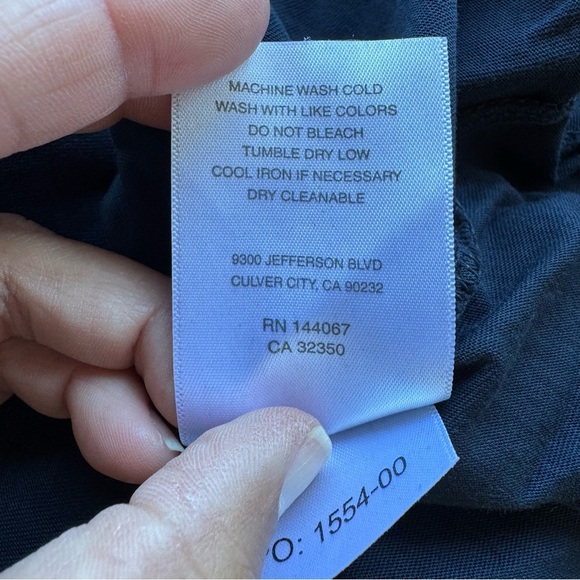 MACHINE WASH COLD
WASH WITH LIKE COLORS
DO NOT BLEACH
TUMBLE DRY LOW
COOL IRON IF NECESSARY
DRY CLEANABLE
9300 JEFFERSON BLVD
CULVER CITY, CA 90232
RN 144067
CA 32350
O: 1554-00